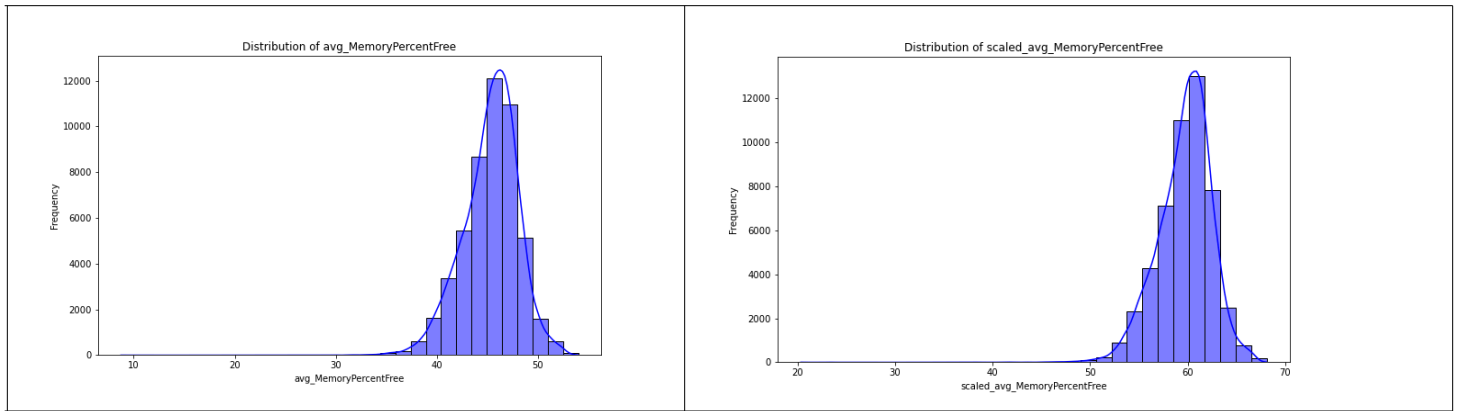 Distribution of avg_MemoryPercentFree
12000
10000
8000
6000
4000
2000
0
Frequency
10 20 30 40 50
avg_MemoryPercentFree
Distribution of scaled_avg_MemoryPercentFree
12000
10000
8000
6000
4000
2000
0
Frequency
20 30 40 50 60 70
scaled_avg_MemoryPercentFree